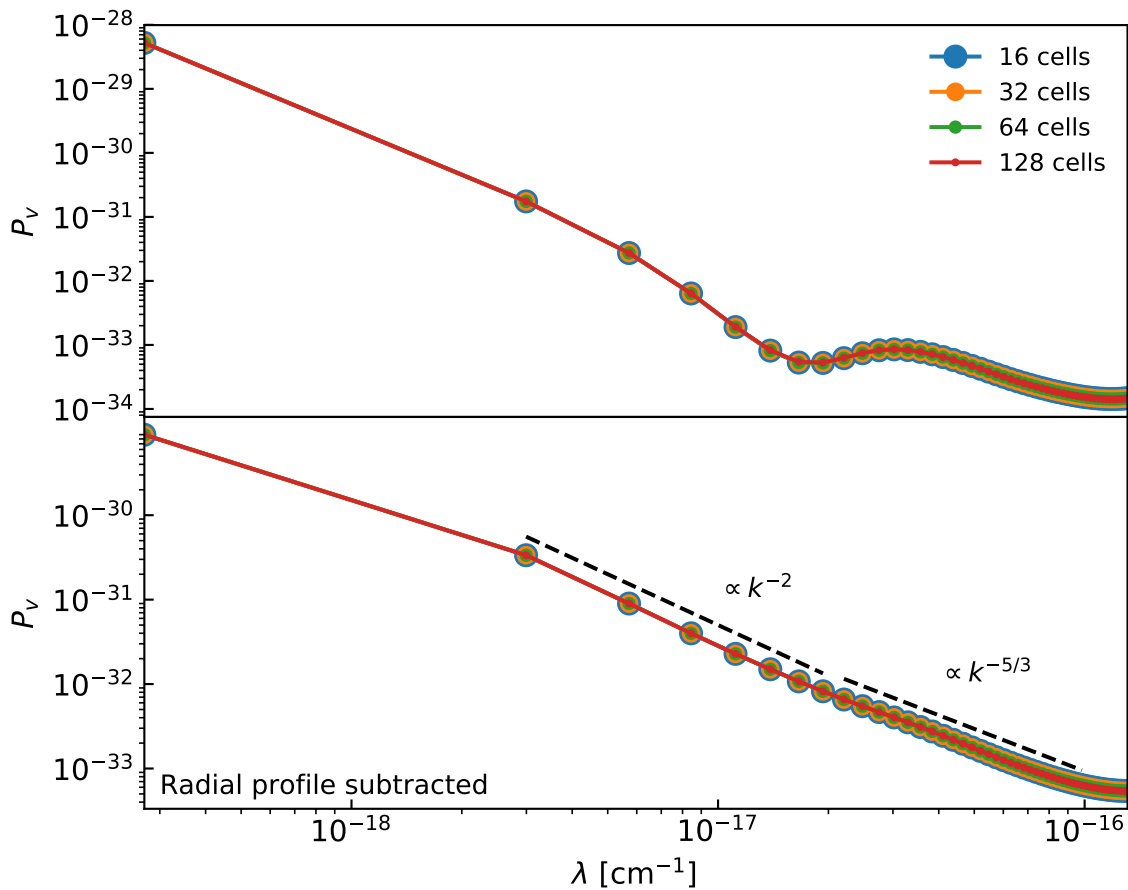 10⁻²⁸
10⁻²⁹
10⁻³⁰
10⁻³¹
10⁻³²
10⁻³³
10⁻³⁴
P_v
16 cells
32 cells
64 cells
128 cells
10⁻³⁰
10⁻³¹
10⁻³²
10⁻³³
P_v
∝ k⁻²
∝ k⁻⁵/³
Radial profile subtracted
10⁻¹⁸ 10⁻¹⁷ 10⁻¹⁶
λ [cm⁻¹]